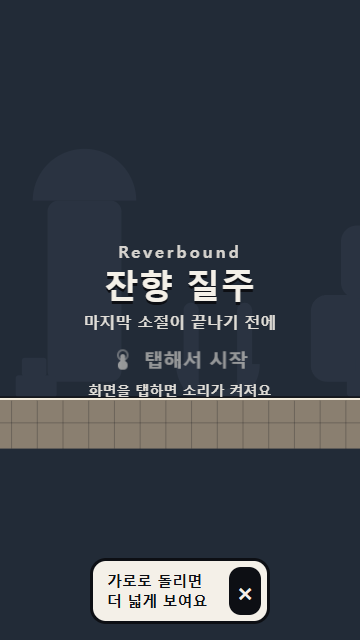 Reverbound
잔향 질주
마지막 소절이 끝나기 전에
탭해서 시작
화면을 탭하면 소리가 켜져요
가로로 돌리면
더 넓게 보여요
×